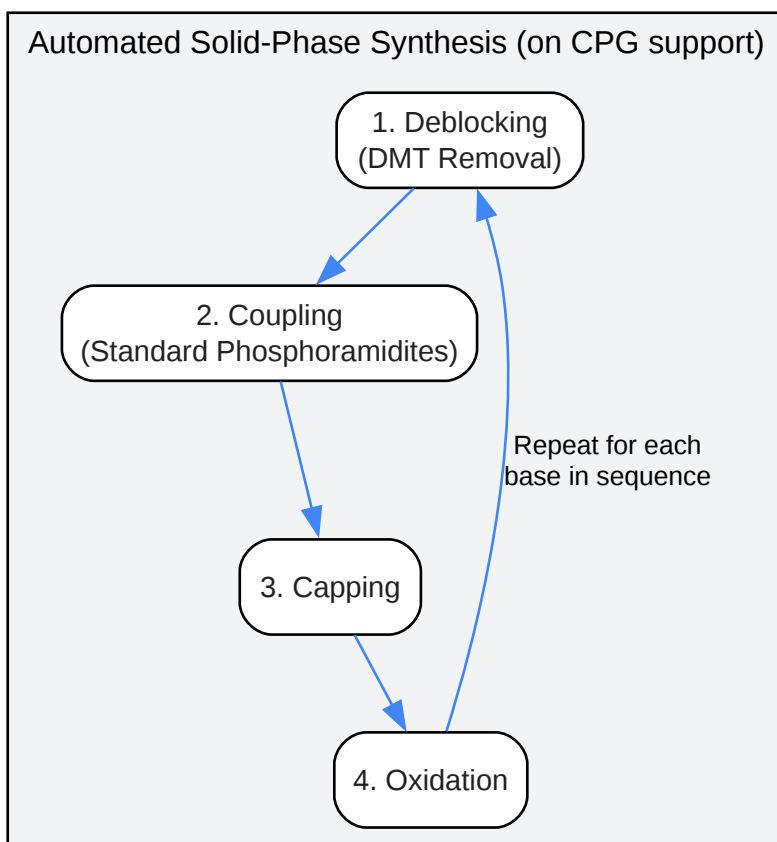 Automated Solid-Phase Synthesis (on CPG support)
1. Deblocking
(DMT Removal)
2. Coupling
(Standard Phosphoramidites)
Repeat for each
base in sequence
3. Capping
4. Oxidation